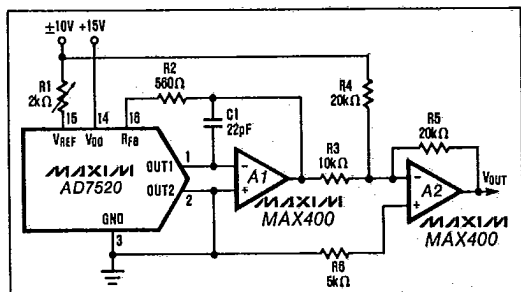 ±10V +15V
R1
2kΩ
R2
560Ω
C1
22pF
R4
20kΩ
R5
20kΩ
15 14 16
VREF VDD RFB
MAXIM
AD7520
OUT1 1
OUT2 2
GND
3
A1
MAXIM
MAX400
R3
10kΩ
A2
VOUT
MAXIM
MAX400
R6
5kΩ